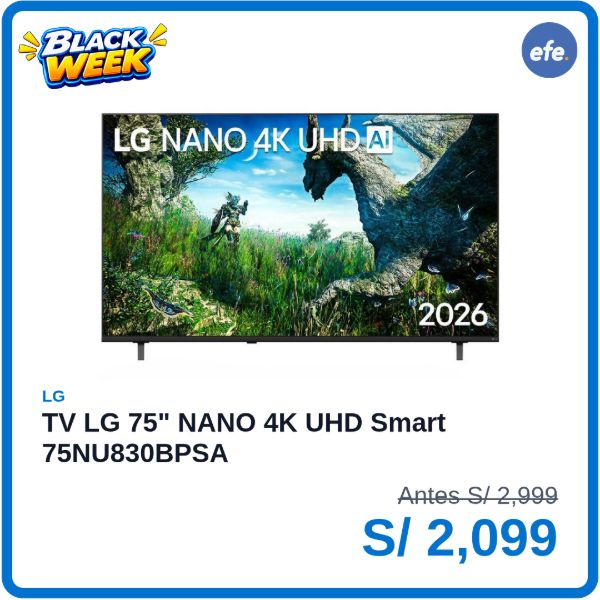 BLACK
WEEK
efe.
LG NANO 4K UHD AI
2026
LG
TV LG 75" NANO 4K UHD Smart
75NU830BPSA
Antes S/ 2,999
S/ 2,099